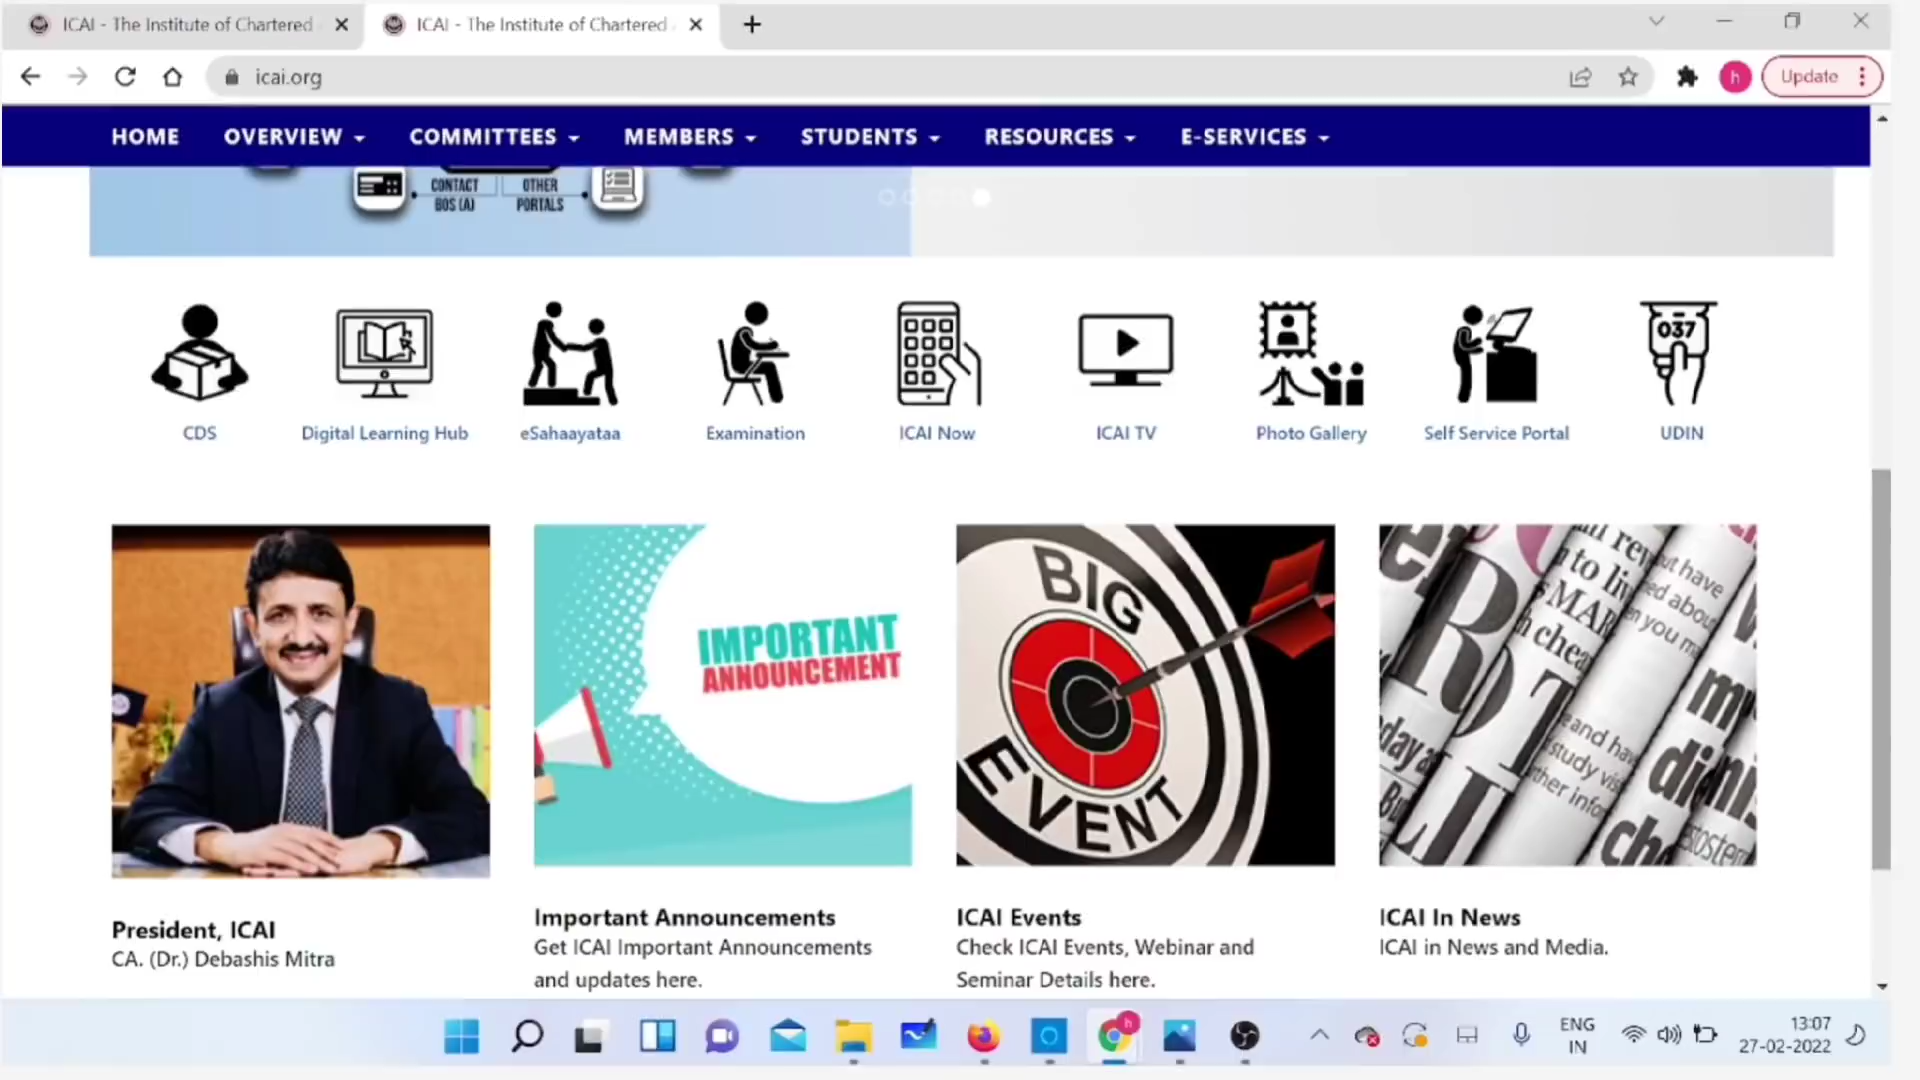 ICAI - The Institute of Chartered
ICAI - The Institute of Chartered
icai.org
h
Update
HOME
OVERVIEW
COMMITTEES
MEMBERS
STUDENTS
RESOURCES
E-SERVICES
CONTACT
BOS (A)
OTHER
PORTALS
037
CDS
Digital Learning Hub
eSahaayataa
Examination
ICAI Now
ICAI TV
Photo Gallery
Self Service Portal
UDIN
IMPORTANT
ANNOUNCEMENT
BIG
EVENT
President, ICAI
CA. (Dr.) Debashis Mitra
Important Announcements
Get ICAI Important Announcements
and updates here.
ICAI Events
Check ICAI Events, Webinar and
Seminar Details here.
ICAI In News
ICAI in News and Media.
h
ENG
IN
13:07
27-02-2022